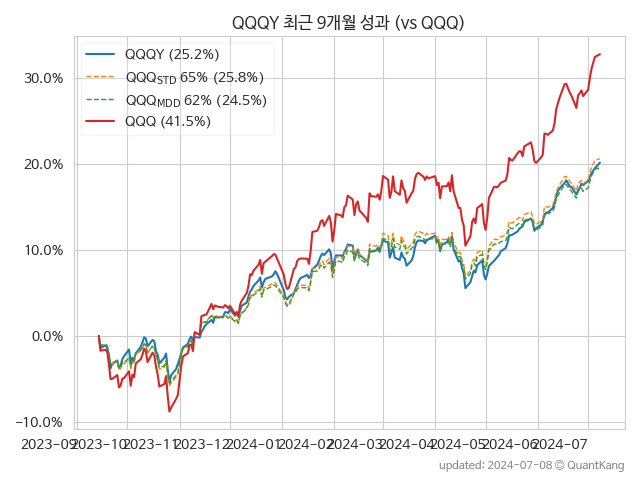 QQQY 최근 9개월 성과 (vs QQQ)
QQQY (25.2%)
QQQSTD 65% (25.8%)
QQQMDD 62% (24.5%)
QQQ (41.5%)
30.0%
20.0%
10.0%
0.0%
−10.0%
2023-09 2023-10 2023-11 2023-12 2024-01 2024-02 2024-03 2024-04 2024-05 2024-06 2024-07
updated: 2024-07-08 © QuantKang